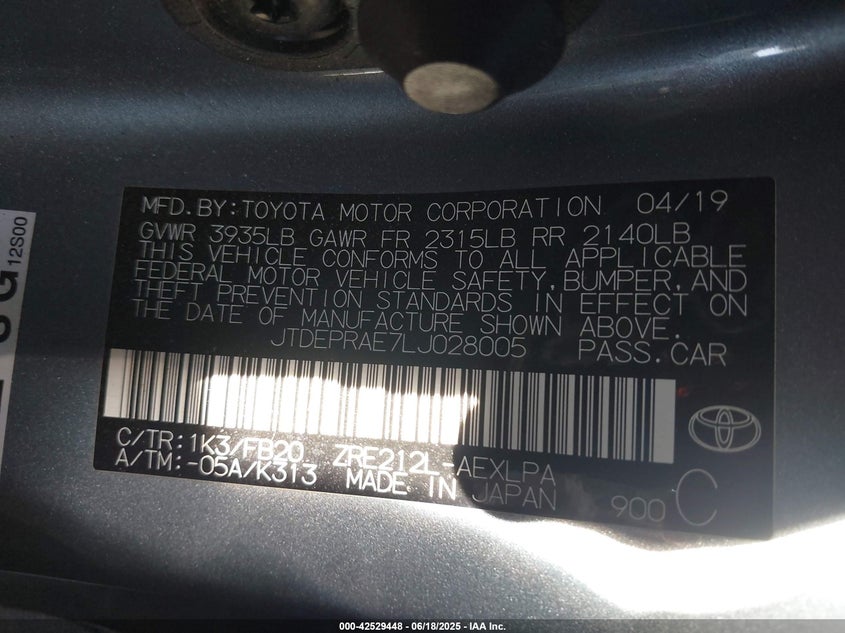 MFD.BY:TOYOTA MOTOR CORPORATION 04/19
GVWR 3935LB GAWR FR 2315LB RR 2140LB
THIS VEHICLE CONFORMS TO ALL APPLICABLE
FEDERAL MOTOR VEHICLE SAFETY,BUMPER,AND
THEFT PREVENTION STANDARDS IN EFFECT ON
THE DATE OF MANUFACTURE SHOWN ABOVE.
JTDEPRAE7LJ028005 PASS.CAR
C/TR:1K3/FB20 ZRE212L-AEXLPA
A/TM:-05A/K313 MADE IN JAPAN 900 C
12S00
000-42529448 - 06/18/2025 - IAA Inc.